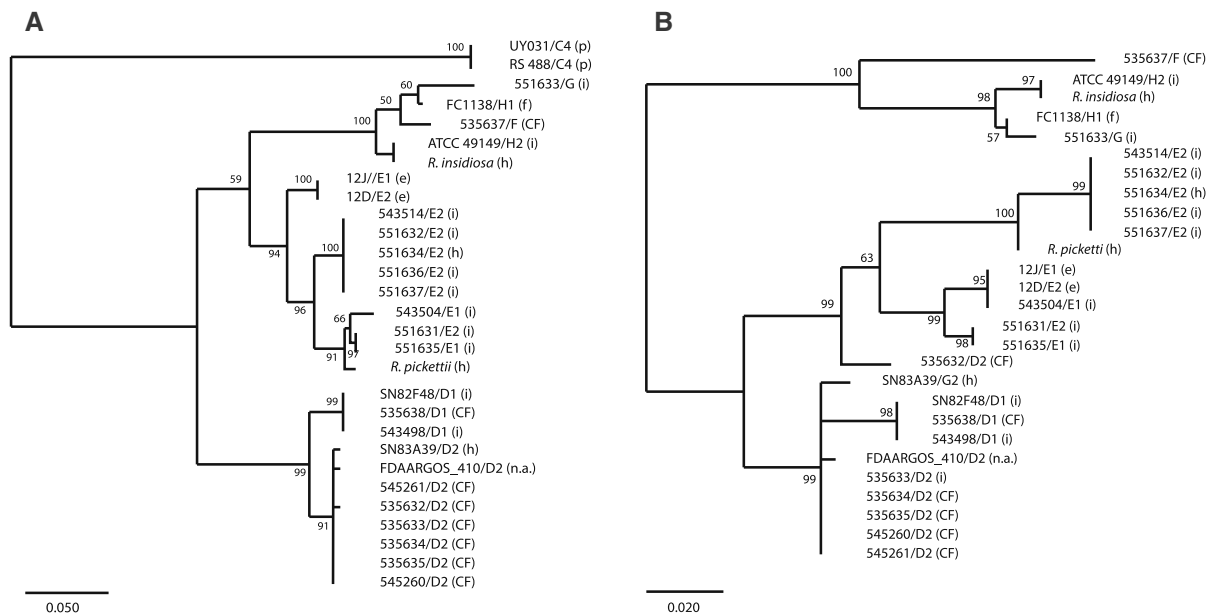 A
100
UY031/C4 (p)
RS 488/C4 (p)
60
551633/G (i)
50
FC1138/H1 (f)
100
535637/F (CF)
ATCC 49149/H2 (i)
R. insidiosa (h)
59
100
12J//E1 (e)
12D/E2 (e)
94
543514/E2 (i)
551632/E2 (i)
100
551634/E2 (h)
551636/E2 (i)
551637/E2 (i)
96
66
543504/E1 (i)
551631/E2 (i)
91
97
551635/E1 (i)
R. pickettii (h)
99
SN82F48/D1 (i)
535638/D1 (CF)
543498/D1 (i)
99
SN83A39/D2 (h)
FDAARGOS_410/D2 (n.a.)
545261/D2 (CF)
535632/D2 (CF)
91
535633/D2 (CF)
535634/D2 (CF)
535635/D2 (CF)
545260/D2 (CF)
0.050
B
535637/F (CF)
100
97
ATCC 49149/H2 (i)
R. insidiosa (h)
98
FC1138/H1 (f)
57
551633/G (i)
543514/E2 (i)
551632/E2 (i)
99
551634/E2 (h)
551636/E2 (i)
100
551637/E2 (i)
R. picketti (h)
63
12J/E1 (e)
95
12D/E2 (e)
543504/E1 (i)
99
99
551631/E2 (i)
98
551635/E1 (i)
535632/D2 (CF)
SN83A39/G2 (h)
SN82F48/D1 (i)
98
535638/D1 (CF)
543498/D1 (i)
FDAARGOS_410/D2 (n.a.)
99
535633/D2 (i)
535634/D2 (CF)
535635/D2 (CF)
545260/D2 (CF)
545261/D2 (CF)
0.020